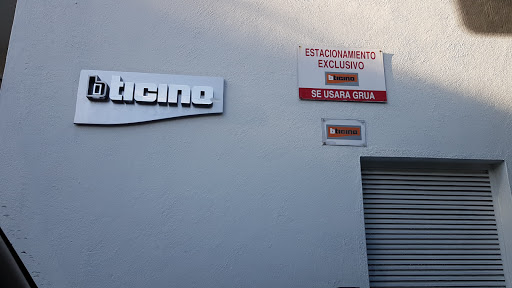 bticino
ESTACIONAMIENTO
EXCLUSIVO
bticino
SE USARA GRUA
bticino